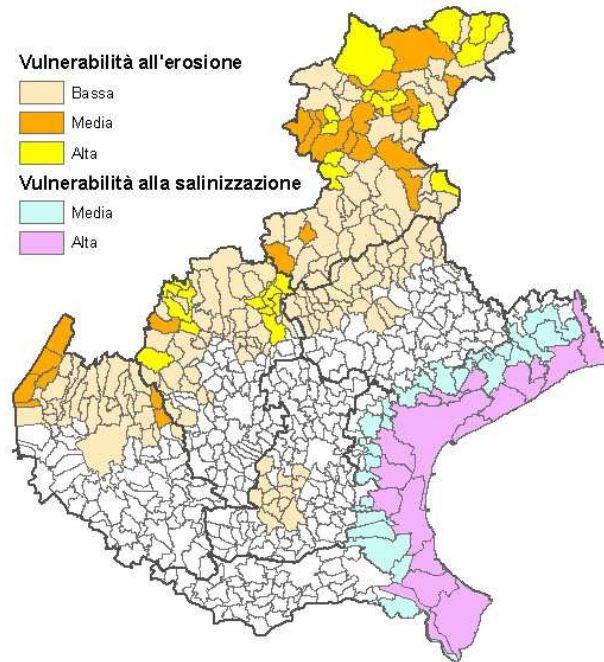 Vulnerabilità all'erosione
Bassa
Media
Alta
Vulnerabilità alla salinizzazione
Media
Alta